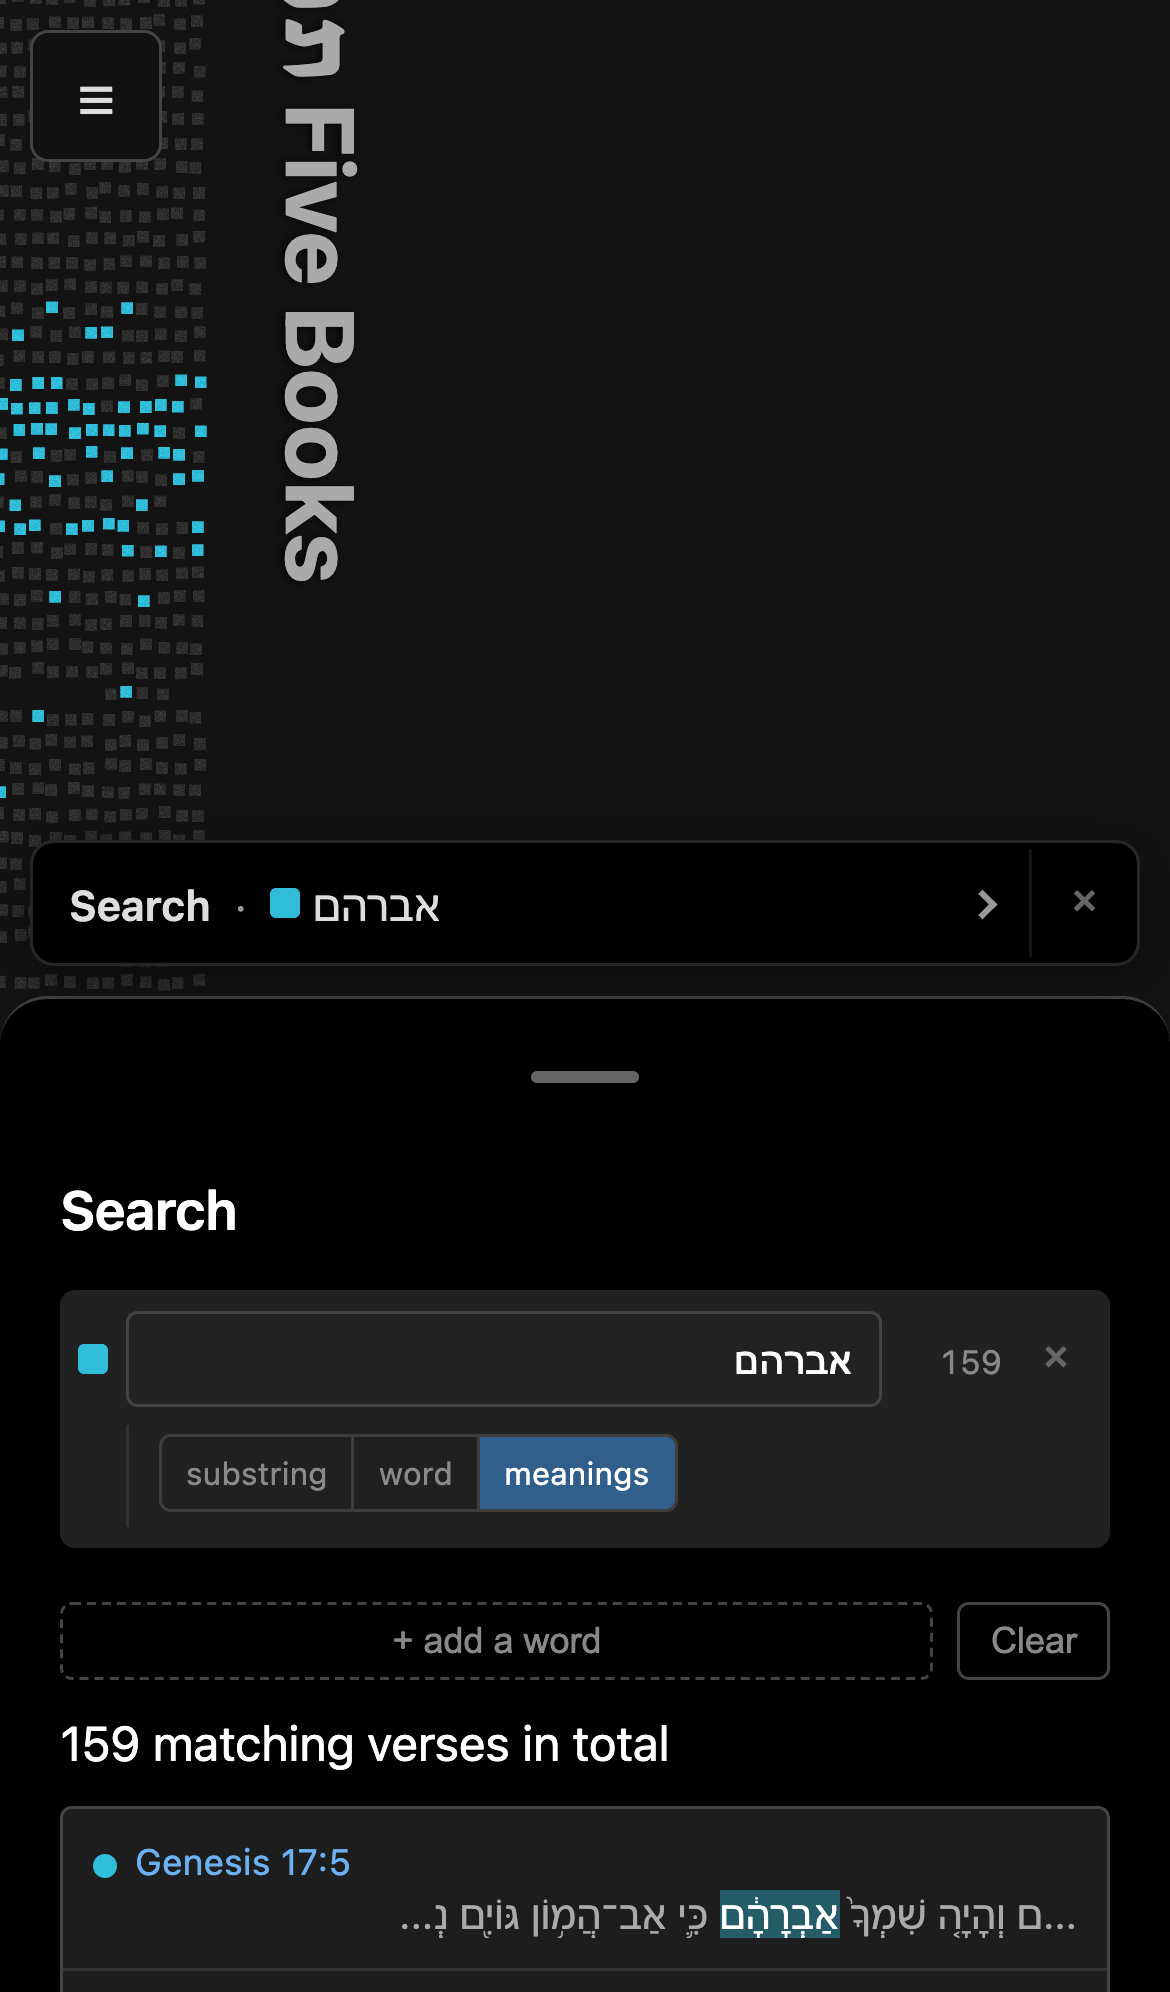 Five Books
Search · אברהם
Search
אברהם 159
substring word meanings
+ add a word Clear
159 matching verses in total
Genesis 17:5
...ם וְהָיָ֤ה שִׁמְךָ֙ אַבְרָהָ֔ם כִּ֛י אַב־הֲמ֥וֹן גּוֹיִ֖ם נְ...